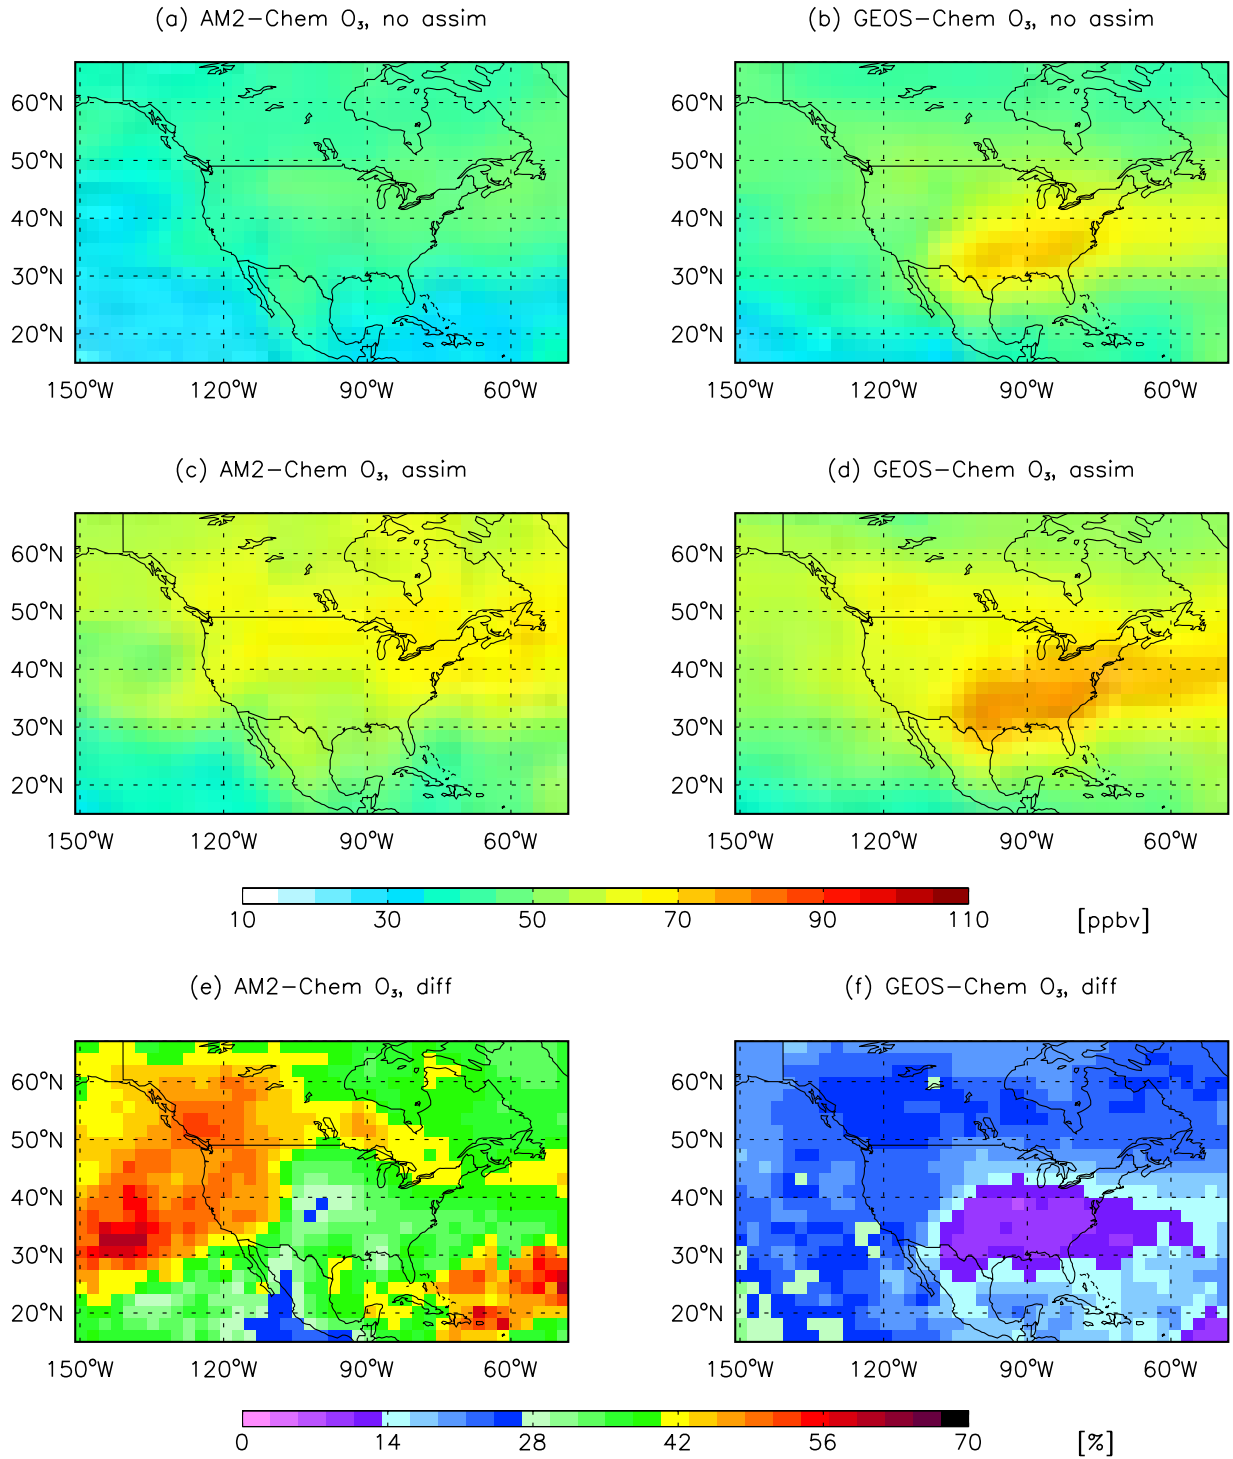 (a) AM2−Chem O₃, no assim
(b) GEOS−Chem O₃, no assim
60°N
50°N
40°N
30°N
20°N
150°W 120°W 90°W 60°W
60°N
50°N
40°N
30°N
20°N
150°W 120°W 90°W 60°W
(c) AM2−Chem O₃, assim
(d) GEOS−Chem O₃, assim
60°N
50°N
40°N
30°N
20°N
150°W 120°W 90°W 60°W
60°N
50°N
40°N
30°N
20°N
150°W 120°W 90°W 60°W
10 30 50 70 90 110 [ppbv]
(e) AM2−Chem O₃, diff
(f) GEOS−Chem O₃, diff
60°N
50°N
40°N
30°N
20°N
150°W 120°W 90°W 60°W
60°N
50°N
40°N
30°N
20°N
150°W 120°W 90°W 60°W
0 14 28 42 56 70 [%]